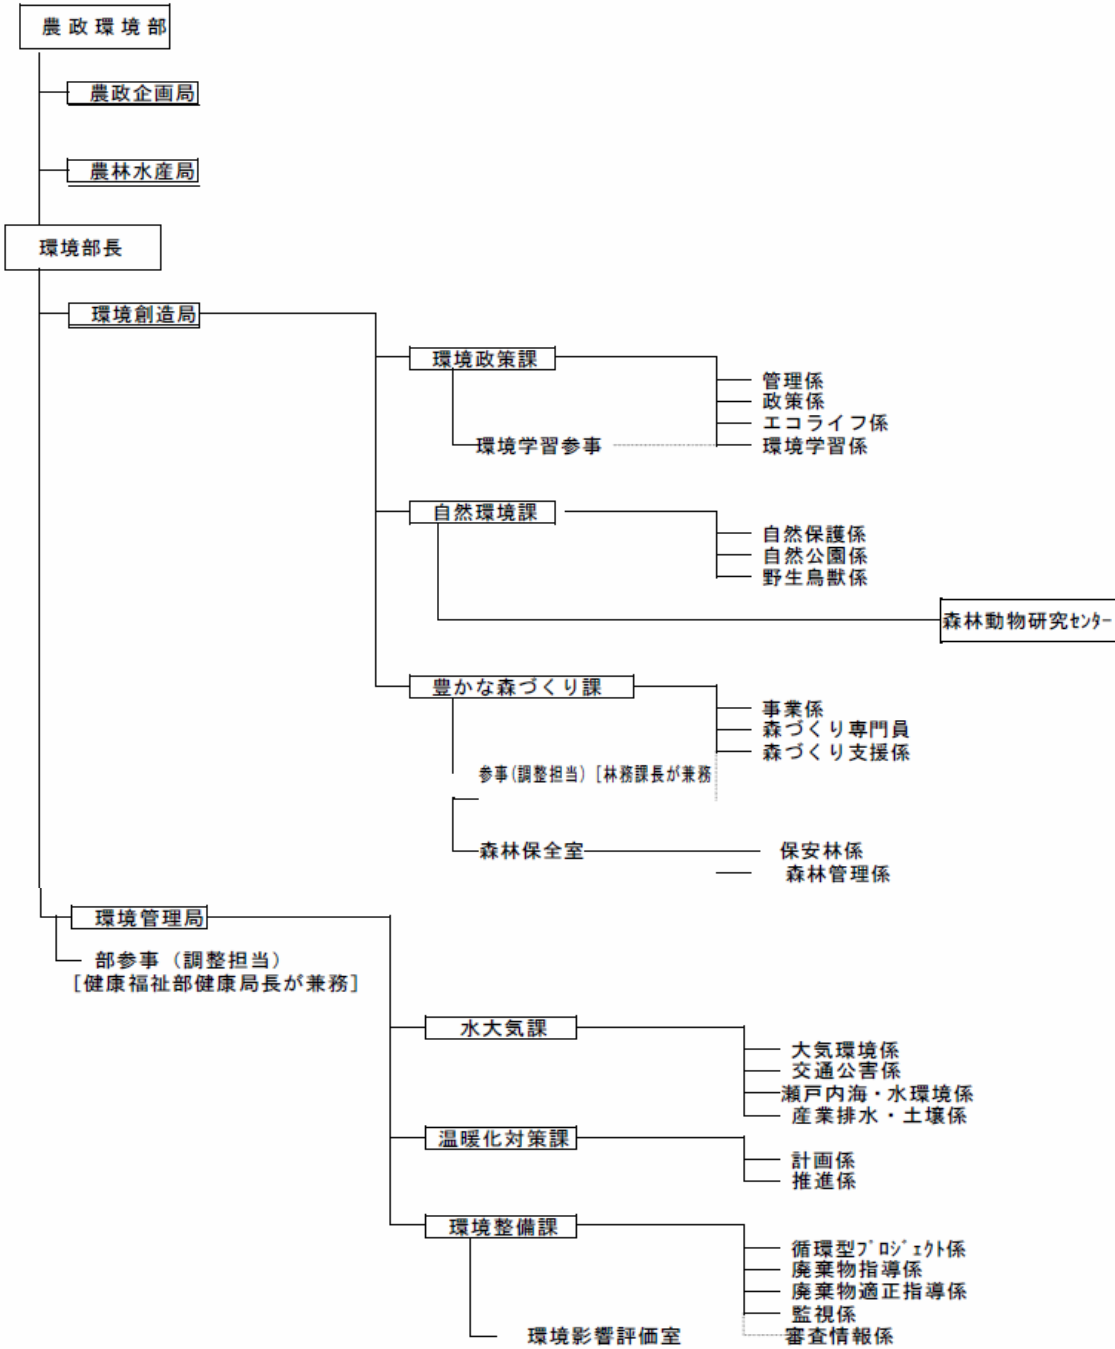 農政環境部
農政企画局
農林水産局
環境部長
環境創造局
環境政策課
管理係
政策係
エコライフ係
環境学習参事
環境学習係
自然環境課
自然保護係
自然公園係
野生鳥獣係
森林動物研究ｾﾝﾀｰ
豊かな森づくり課
事業係
森づくり専門員
森づくり支援係
参事(調整担当)［林務課長が兼務
森林保全室
保安林係
森林管理係
環境管理局
部参事（調整担当）
［健康福祉部健康局長が兼務］
水大気課
大気環境係
交通公害係
瀬戸内海・水環境係
産業排水・土壌係
温暖化対策課
計画係
推進係
環境整備課
循環型ﾌﾟﾛｼﾞｪｸﾄ係
廃棄物指導係
廃棄物適正指導係
監視係
環境影響評価室
審査情報係